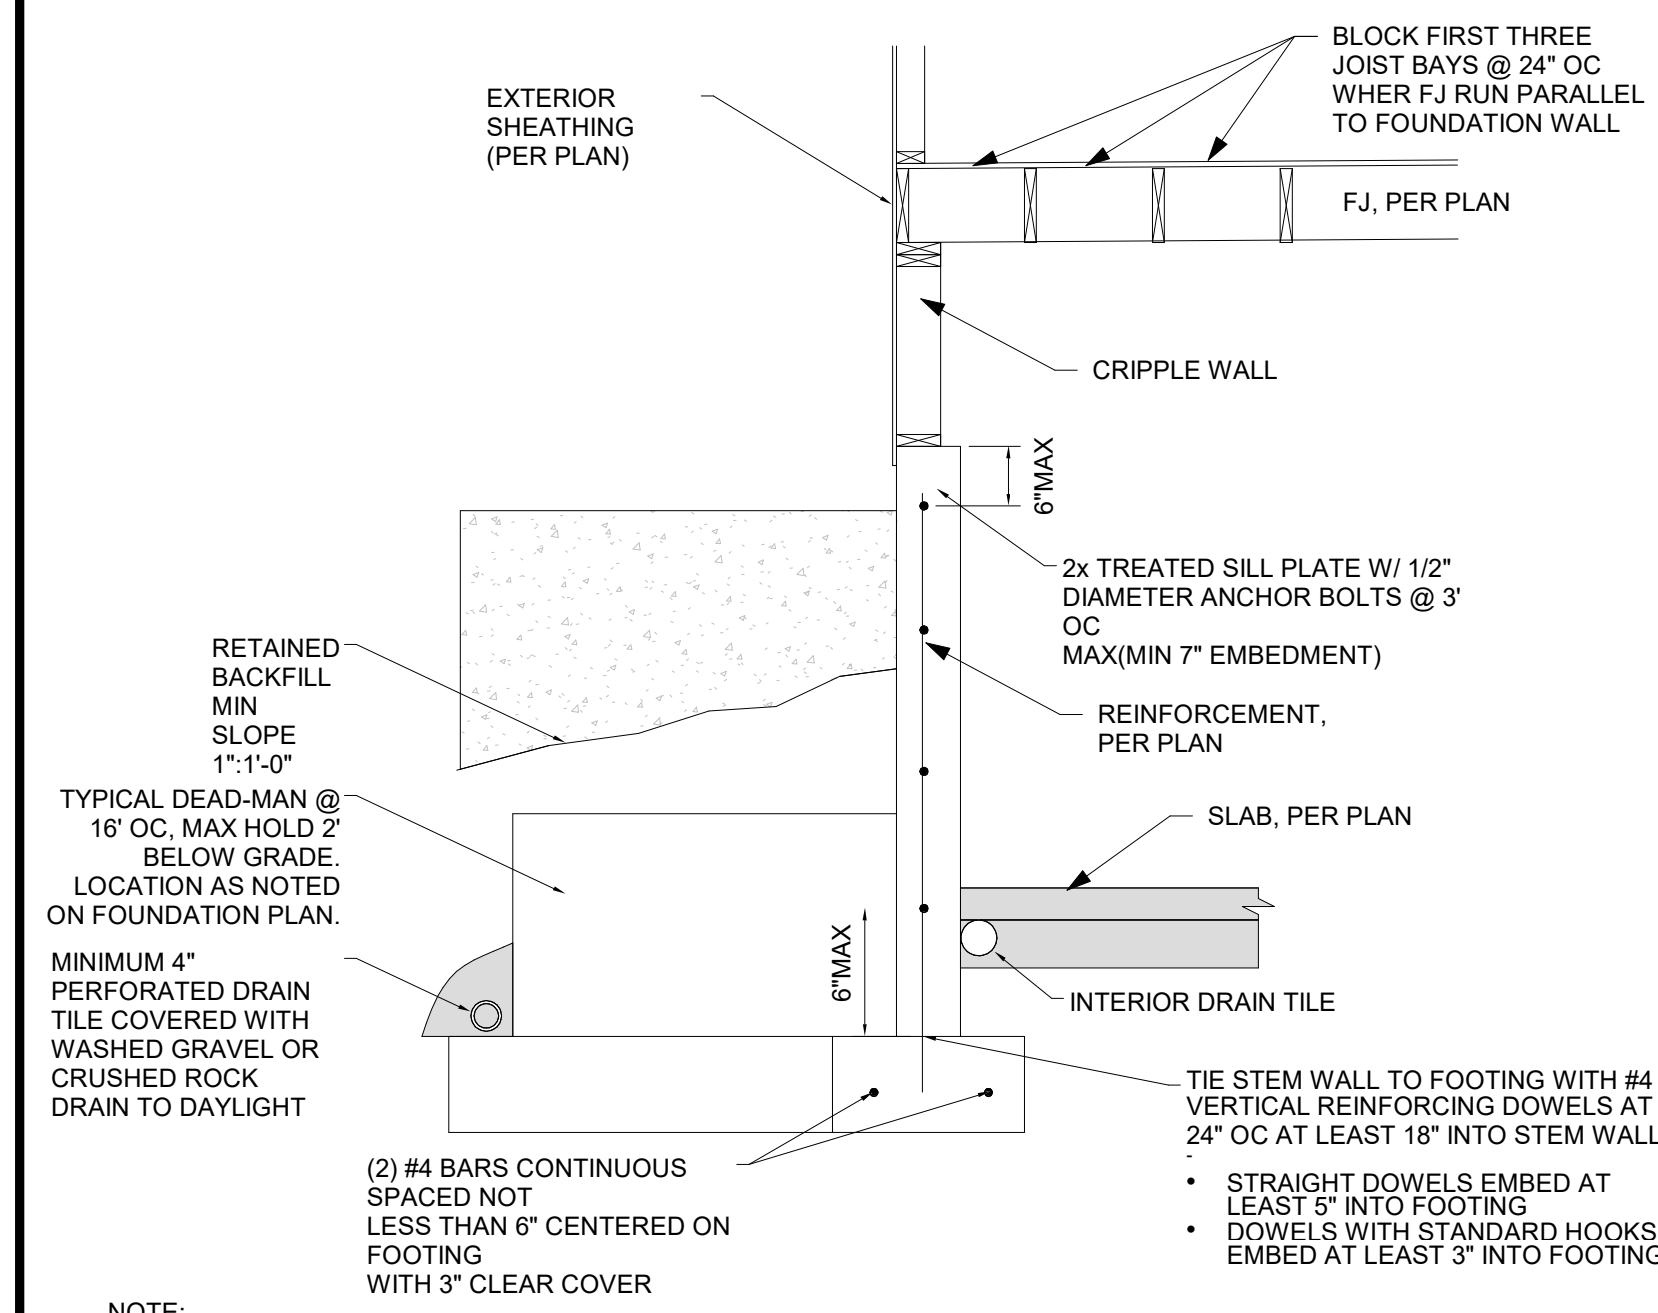 BLOCK FIRST THREE
JOIST BAYS @ 24" OC
WHER FJ RUN PARALLEL
TO FOUNDATION WALL
EXTERIOR
SHEATHING
(PER PLAN)
FJ, PER PLAN
CRIPPLE WALL
6"MAX
2x TREATED SILL PLATE W/ 1/2"
DIAMETER ANCHOR BOLTS @ 3'
OC
MAX(MIN 7" EMBEDMENT)
RETAINED
BACKFILL
MIN
SLOPE
1":1'-0"
REINFORCEMENT,
PER PLAN
TYPICAL DEAD-MAN @
16' OC, MAX HOLD 2'
BELOW GRADE.
LOCATION AS NOTED
ON FOUNDATION PLAN.
SLAB, PER PLAN
6"MAX
MINIMUM 4"
PERFORATED DRAIN
TILE COVERED WITH
WASHED GRAVEL OR
CRUSHED ROCK
DRAIN TO DAYLIGHT
INTERIOR DRAIN TILE
TIE STEM WALL TO FOOTING WITH #4
VERTICAL REINFORCING DOWELS AT
24" OC AT LEAST 18" INTO STEM WALL
-
• STRAIGHT DOWELS EMBED AT
LEAST 5" INTO FOOTING
• DOWELS WITH STANDARD HOOKS
EMBED AT LEAST 3" INTO FOOTING
(2) #4 BARS CONTINUOUS
SPACED NOT
LESS THAN 6" CENTERED ON
FOOTING
WITH 3" CLEAR COVER
NOTE: